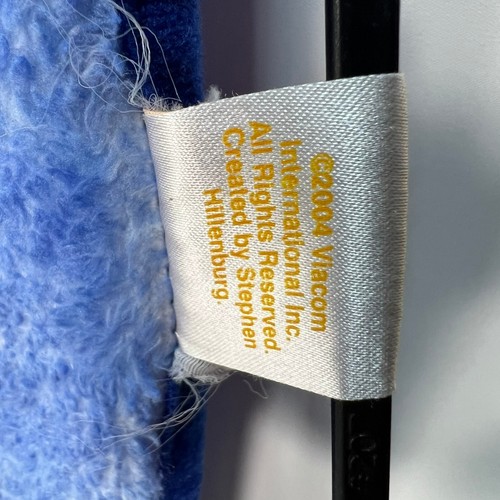 ©2004 Viacom
International Inc.
All Rights Reserved.
Created by Stephen
Hillenburg.